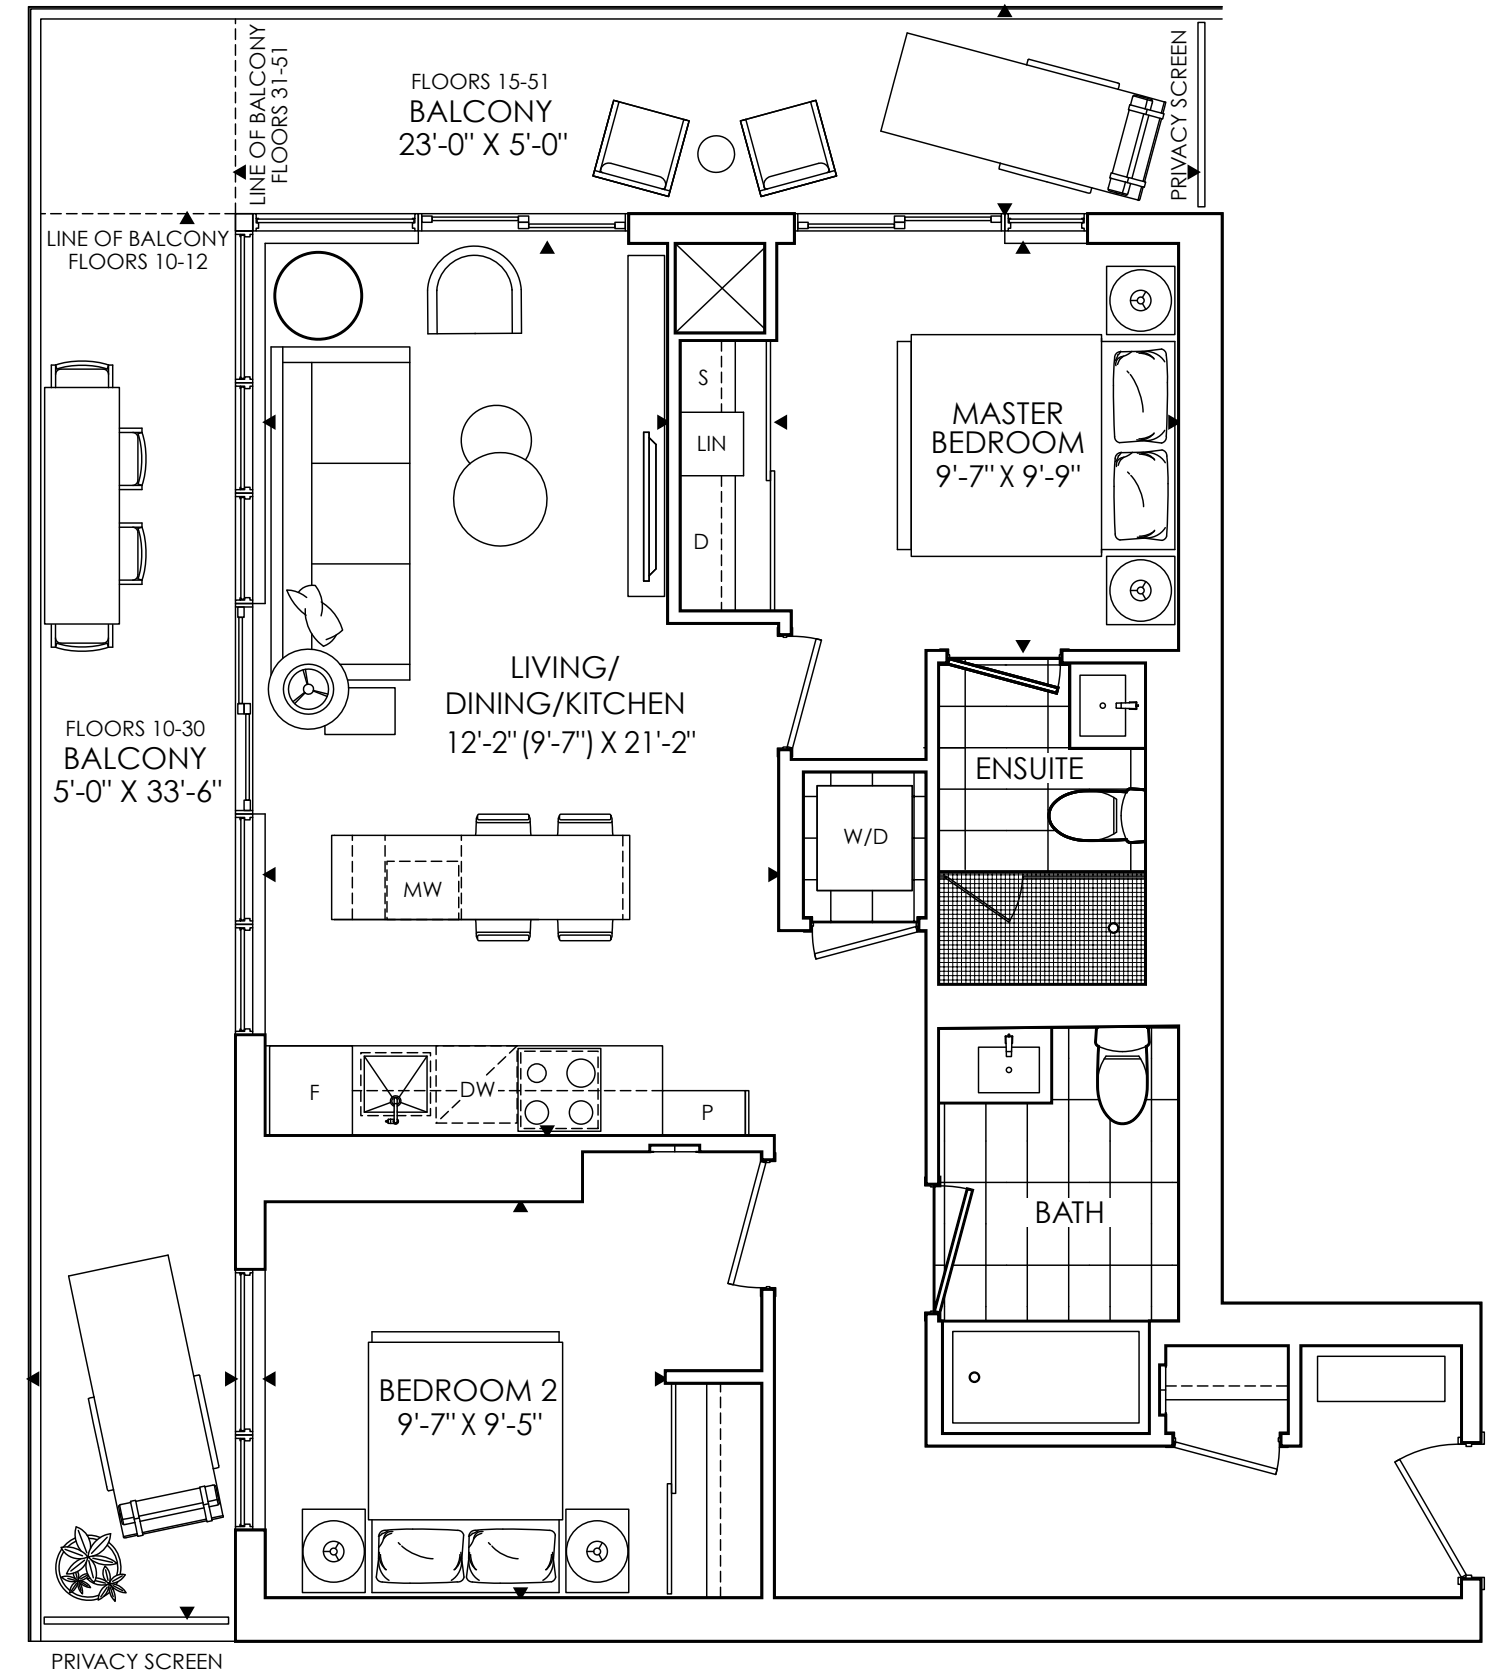 LINE OF BALCONY
FLOORS 31-51
FLOORS 15-51
BALCONY
23'-0" X 5'-0"
PRIVACY SCREEN
LINE OF BALCONY
FLOORS 10-12
S
LIN
D
MASTER
BEDROOM
9'-7" X 9'-9"
LIVING/
DINING/KITCHEN
12'-2" (9'-7") X 21'-2"
FLOORS 10-30
BALCONY
5'-0" X 33'-6"
ENSUITE
W/D
MW
F
DW
P
BATH
BEDROOM 2
9'-7" X 9'-5"
PRIVACY SCREEN